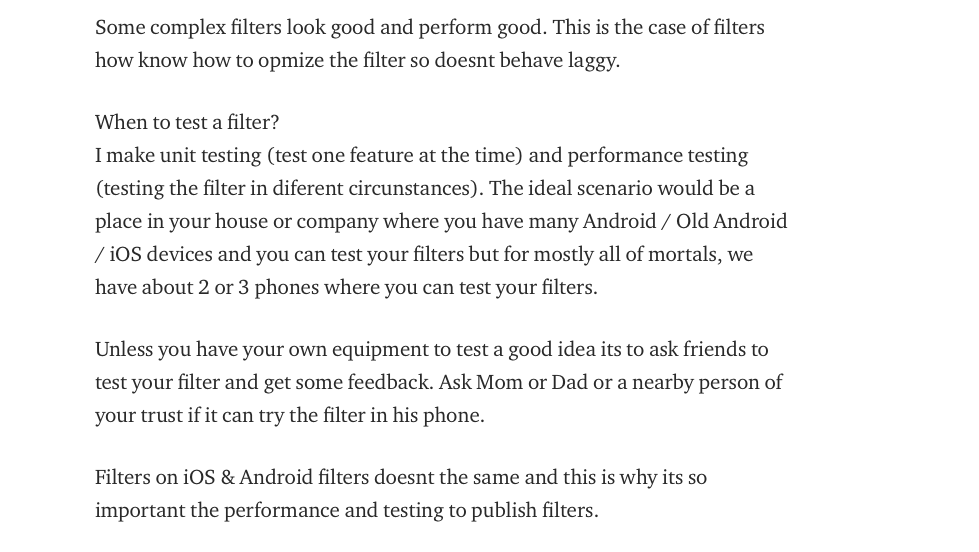 Some complex filters look good and perform good. This is the case of filters
how know how to opmize the filter so doesnt behave laggy.
When to test a filter?
I make unit testing (test one feature at the time) and performance testing
(testing the filter in diferent circunstances). The ideal scenario would be a
place in your house or company where you have many Android / Old Android
/ iOS devices and you can test your filters but for mostly all of mortals, we
have about 2 or 3 phones where you can test your filters.
Unless you have your own equipment to test a good idea its to ask friends to
test your filter and get some feedback. Ask Mom or Dad or a nearby person of
your trust if it can try the filter in his phone.
Filters on iOS & Android filters doesnt the same and this is why its so
important the performance and testing to publish filters.